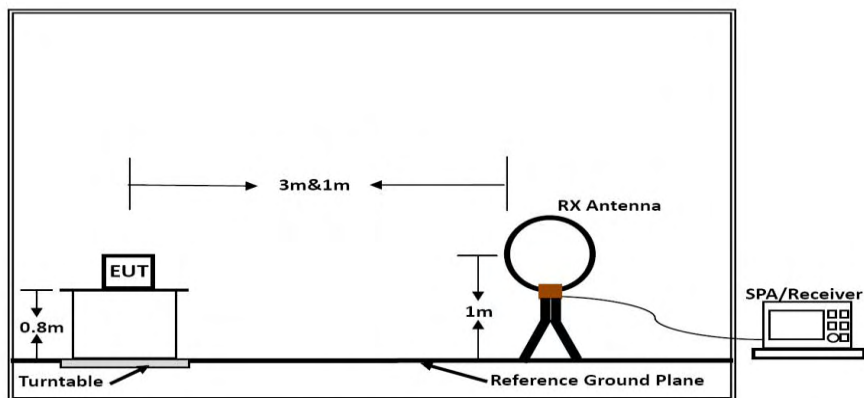 3m&1m
RX Antenna
EUT
SPA/Receiver
0.8m
1m
Turntable
Reference Ground Plane